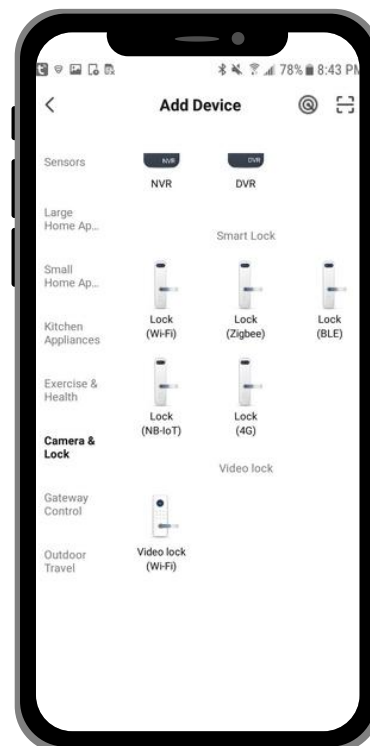 78% 8:43 PM
Add Device
Sensors
NVR
DVR
NVR
DVR
Large
Home Ap...
Smart Lock
Small
Home Ap...
Lock
(Wi-Fi)
Lock
(Zigbee)
Lock
(BLE)
Kitchen
Appliances
Exercise &
Health
Lock
(NB-IoT)
Lock
(4G)
Camera &
Lock
Video lock
Gateway
Control
Outdoor
Travel
Video lock
(Wi-Fi)